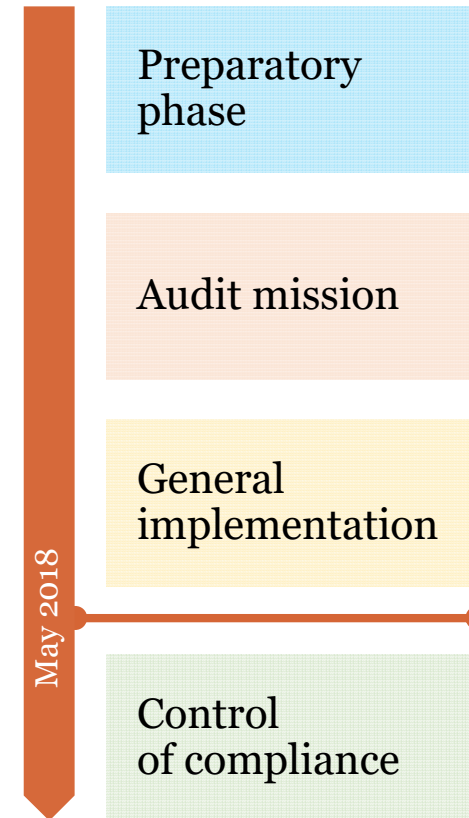 Preparatory
phase
Audit mission
General
implementation
May 2018
Control
of compliance